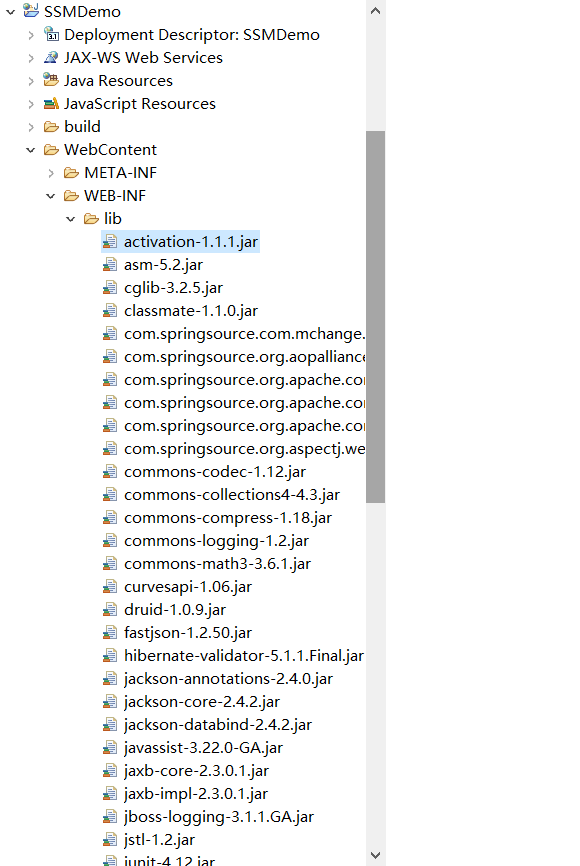 SSMDemo
3.1 Deployment Descriptor: SSMDemo
JAX-WS Web Services
Java Resources
JavaScript Resources
build
WebContent
META-INF
WEB-INF
lib
activation-1.1.1.jar
asm-5.2.jar
cglib-3.2.5.jar
classmate-1.1.0.jar
com.springsource.com.mchange.
com.springsource.org.aopalliance
com.springsource.org.apache.co
com.springsource.org.apache.co
com.springsource.org.apache.co
com.springsource.org.aspectj.we
commons-codec-1.12.jar
commons-collections4-4.3.jar
commons-compress-1.18.jar
commons-logging-1.2.jar
commons-math3-3.6.1.jar
curvesapi-1.06.jar
druid-1.0.9.jar
fastjson-1.2.50.jar
hibernate-validator-5.1.1.Final.jar
jackson-annotations-2.4.0.jar
jackson-core-2.4.2.jar
jackson-databind-2.4.2.jar
javassist-3.22.0-GA.jar
jaxb-core-2.3.0.1.jar
jaxb-impl-2.3.0.1.jar
jboss-logging-3.1.1.GA.jar
jstl-1.2.jar
junit-4.12.jar